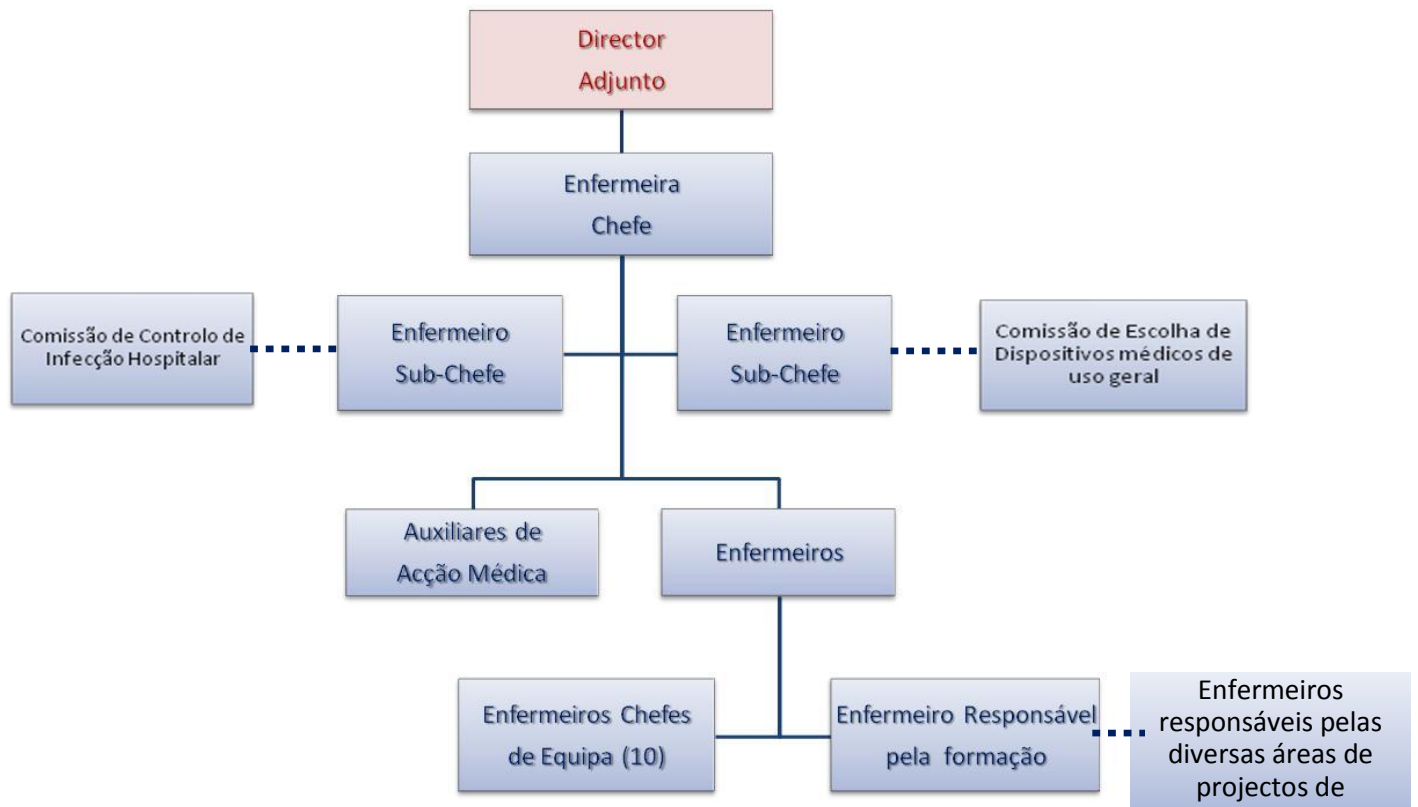 Director
Adjunto
Enfermeira
Chefe
Comissão de Controlo de
Infecção Hospitalar
Enfermeiro
Sub-Chefe
Enfermeiro
Sub-Chefe
Comissão de Escolha de
Dispositivos médicos de
uso geral
Auxiliares de
Acção Médica
Enfermeiros
Enfermeiros Chefes
de Equipa (10)
Enfermeiro Responsável
pela formação
Enfermeiros
responsáveis pelas
diversas áreas de
projectos de